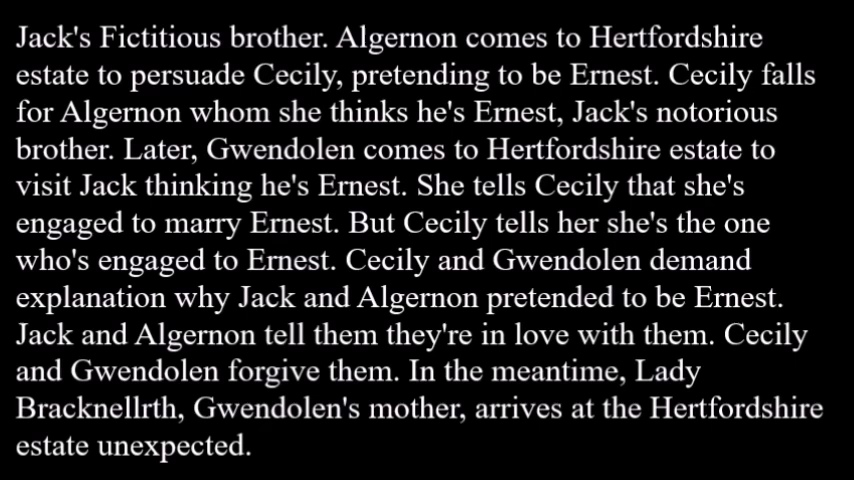 Jack's Fictitious brother. Algernon comes to Hertfordshire
estate to persuade Cecily, pretending to be Ernest. Cecily falls
for Algernon whom she thinks he's Ernest, Jack's notorious
brother. Later, Gwendolen comes to Hertfordshire estate to
visit Jack thinking he's Ernest. She tells Cecily that she's
engaged to marry Ernest. But Cecily tells her she's the one
who's engaged to Ernest. Cecily and Gwendolen demand
explanation why Jack and Algernon pretended to be Ernest.
Jack and Algernon tell them they're in love with them. Cecily
and Gwendolen forgive them. In the meantime, Lady
Bracknellrth, Gwendolen's mother, arrives at the Hertfordshire
estate unexpected.